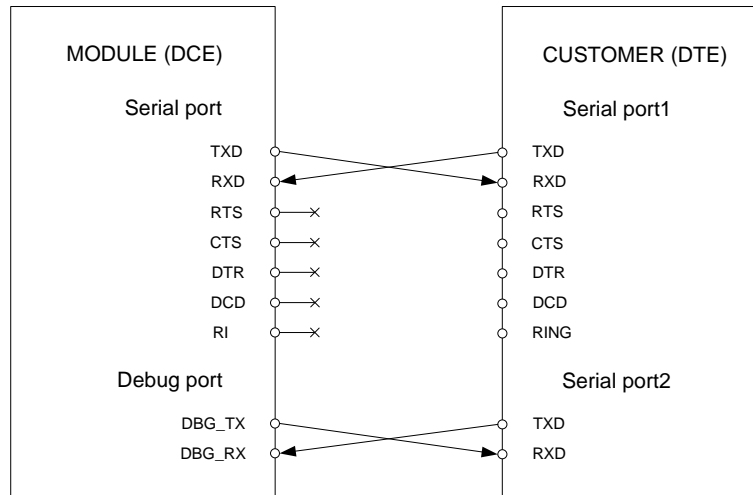 MODULE (DCE)
Serial port
TXD
RXD
RTS
CTS
DTR
DCD
RI
Debug port
DBG_TX
DBG_RX
CUSTOMER (DTE)
Serial port1
TXD
RXD
RTS
CTS
DTR
DCD
RING
Serial port2
TXD
RXD